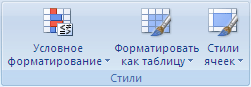 Условное форматирование
Форматировать как таблицу
Стили ячеек
Стили